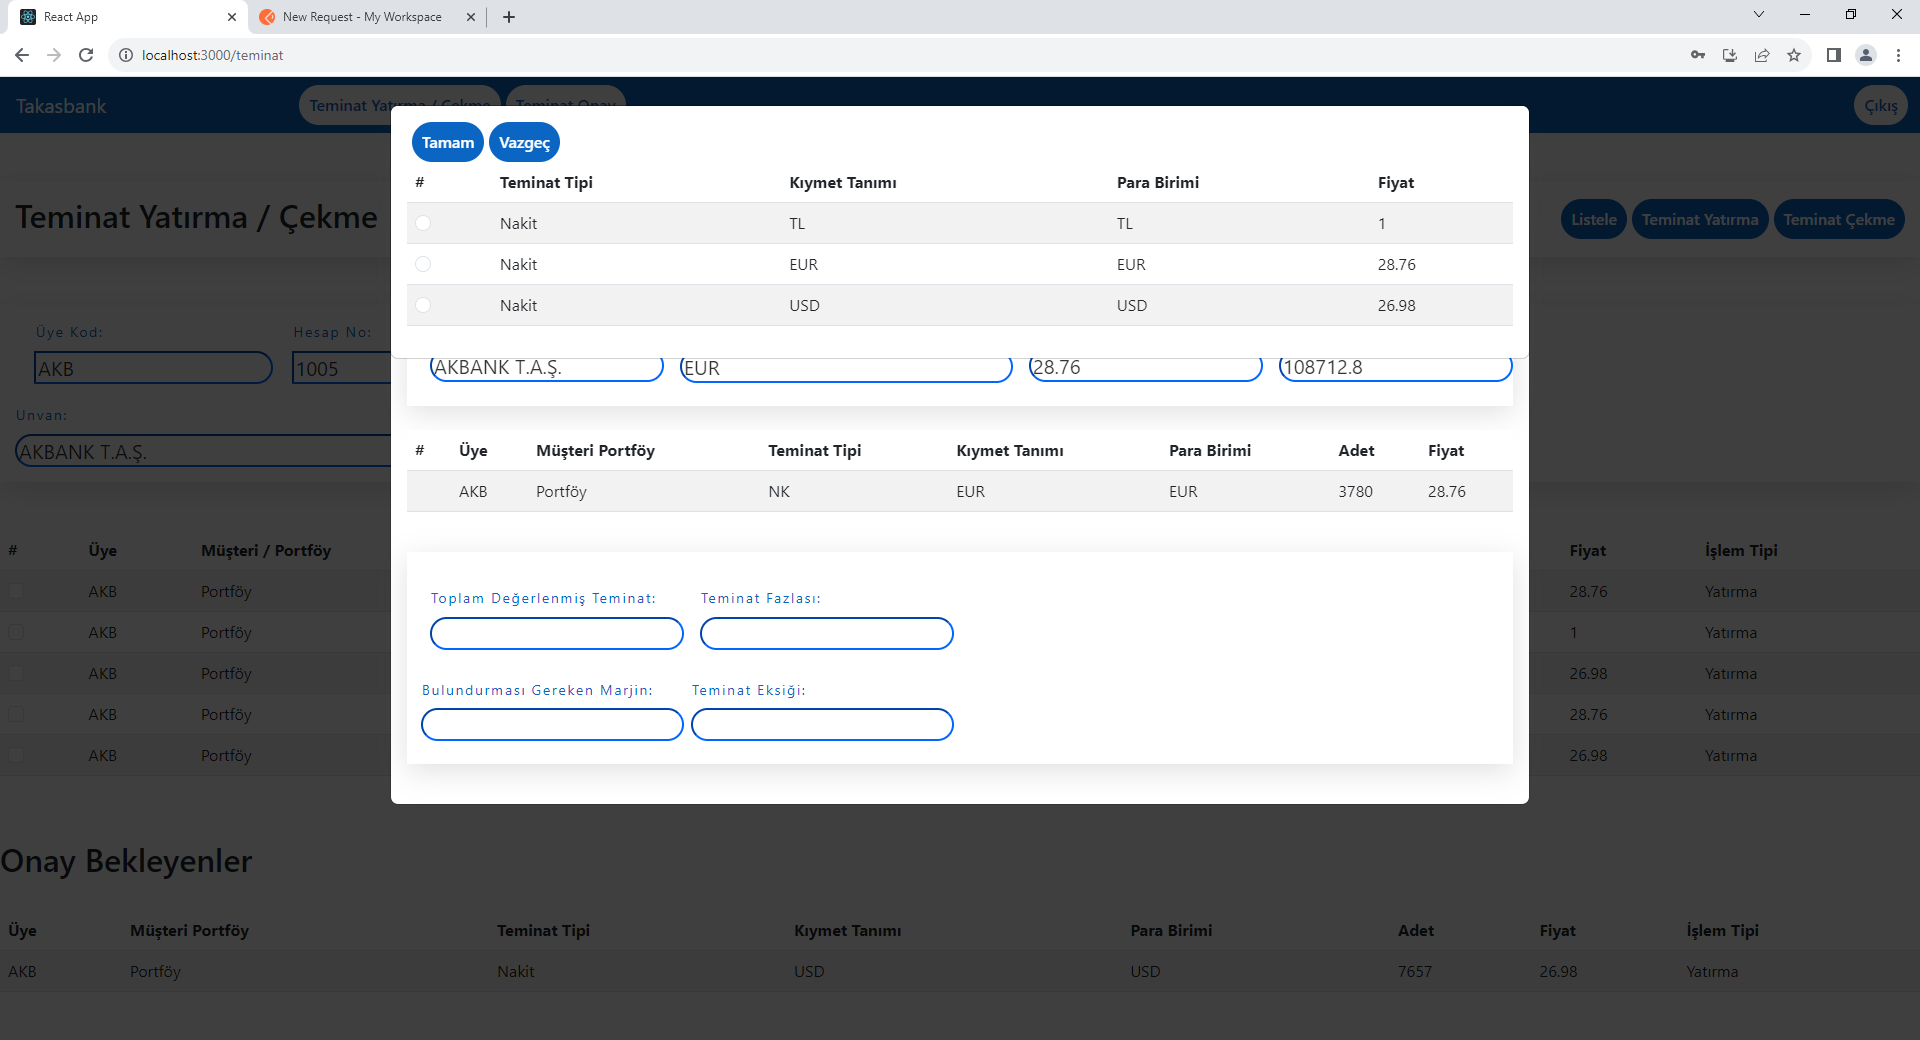 React App
New Request - My Workspace
localhost:3000/teminat
Takasbank
Teminat Yatırma / Çekme
Teminat Onay
Çıkış
Tamam Vazgeç
# Teminat Tipi Kıymet Tanımı Para Birimi Fiyat
Nakit TL TL 1
Nakit EUR EUR 28.76
Nakit USD USD 26.98
Teminat Yatırma / Çekme
Listele Teminat Yatırma Teminat Çekme
Üye Kod: Hesap No:
AKB 1005
Unvan:
AKBANK T.A.Ş.
AKBANK T.A.Ş. EUR 28.76 108712.8
# Üye Müşteri Portföy Teminat Tipi Kıymet Tanımı Para Birimi Adet Fiyat
AKB Portföy NK EUR EUR 3780 28.76
Toplam Değerlenmiş Teminat: Teminat Fazlası:
Bulundurması Gereken Marjin: Teminat Eksiği:
# Üye Müşteri / Portföy Fiyat İşlem Tipi
AKB Portföy 28.76 Yatırma
AKB Portföy 1 Yatırma
AKB Portföy 26.98 Yatırma
AKB Portföy 28.76 Yatırma
AKB Portföy 26.98 Yatırma
Onay Bekleyenler
Üye Müşteri Portföy Teminat Tipi Kıymet Tanımı Para Birimi Adet Fiyat İşlem Tipi
AKB Portföy Nakit USD USD 7657 26.98 Yatırma